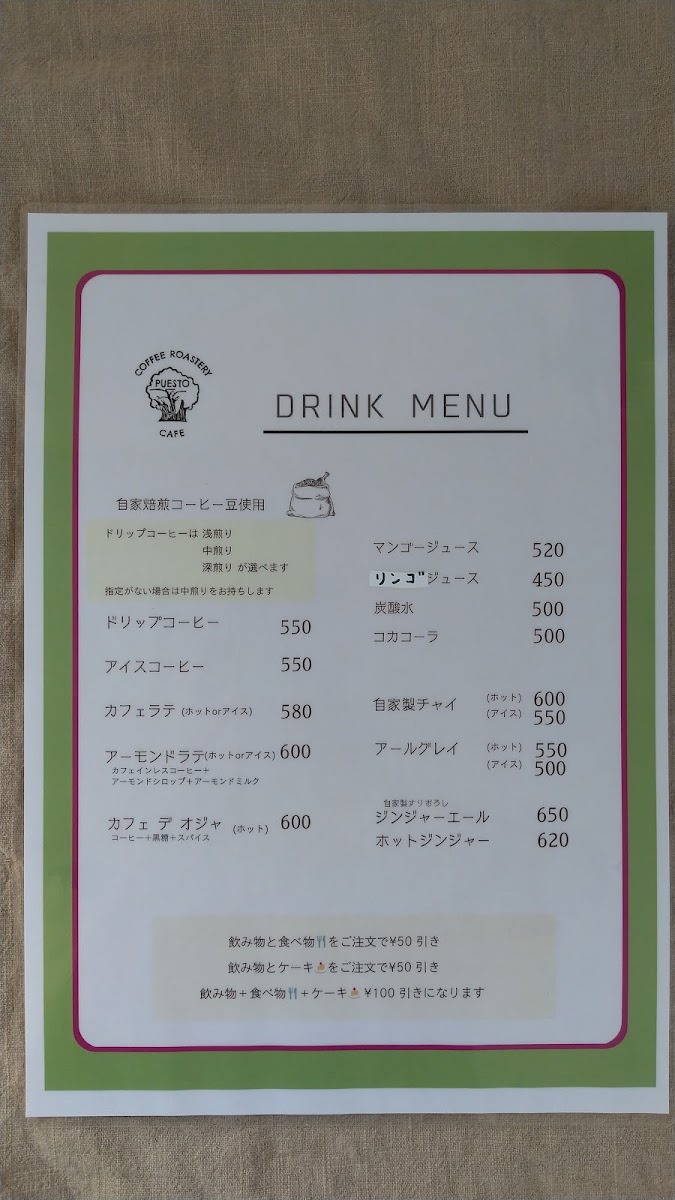 COFFEE ROASTERY
PUESTO
CAFE
DRINK MENU
自家焙煎コーヒー豆使用
ドリップコーヒーは 浅煎り
中煎り
深煎り が選べます
指定がない場合は中煎りをお持ちします
ドリップコーヒー 550
アイスコーヒー 550
カフェラテ (ホットorアイス) 580
アーモンドラテ(ホットorアイス) 600
カフェインレスコーヒー+
アーモンドシロップ+アーモンドミルク
カフェ デ オジャ (ホット) 600
コーヒー+黒糖+スパイス
マンゴージュース 520
リンゴジュース 450
炭酸水 500
コカコーラ 500
自家製チャイ (ホット) 600
(アイス) 550
アールグレイ (ホット) 550
(アイス) 500
自家製すりおろし
ジンジャーエール 650
ホットジンジャー 620
飲み物と食べ物🍴をご注文で¥50 引き
飲み物とケーキ🍰をご注文で¥50 引き
飲み物+食べ物🍴+ケーキ🍰 ¥100 引きになります